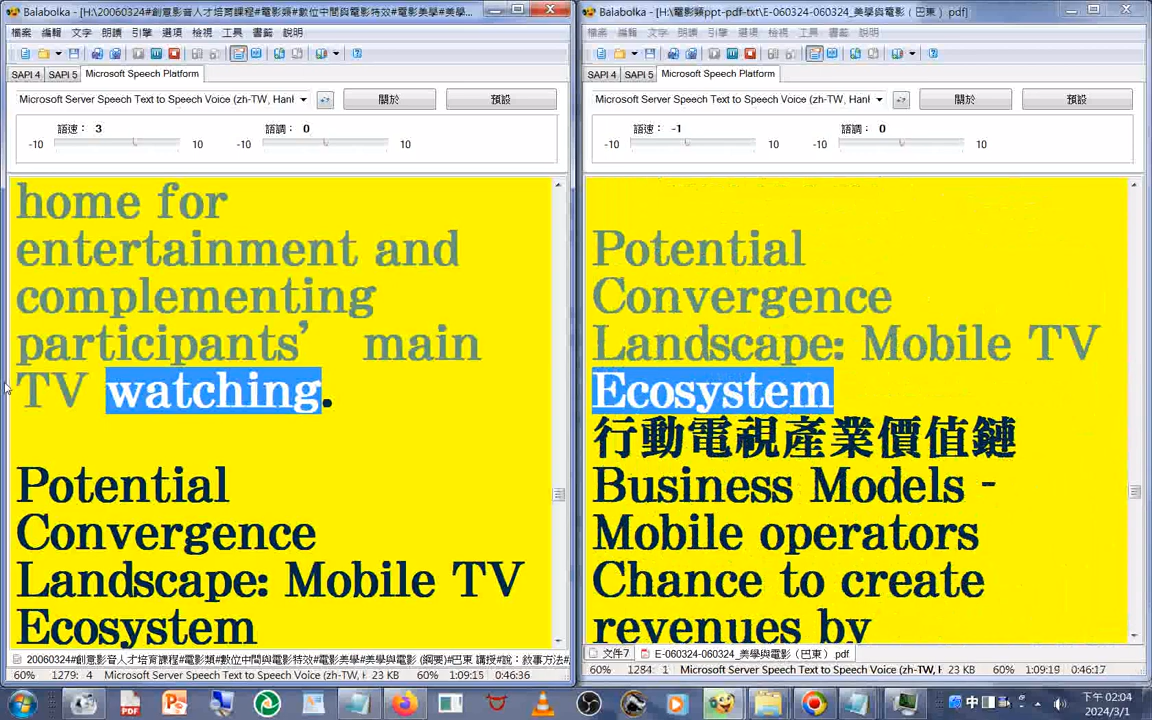 Balabolka - [H:\20060324#創意影音人才培育課程#電影類#數位中間與電影特效#電影美學#美學...
檔案 編輯 文字 朗讀 引擎 選項 檢視 工具 書籤 說明
SAPI 4 SAPI 5 Microsoft Speech Platform
Microsoft Server Speech Text to Speech Voice (zh-TW, Hanl
關於 預設
語速： 3 語調： 0
-10 10 -10 10
home for
entertainment and
complementing
participants’ main
TV watching.
Potential
Convergence
Landscape: Mobile TV
Ecosystem
20060324#創意影音人才培育課程#電影類#數位中間與電影特效#電影美學#美學與電影 (綱要)#巴東 講授#說：敘事方法#
60% 1279: 4 Microsoft Server Speech Text to Speech Voice (zh-TW, H 23 KB 60% 1:09:15 0:46:36
Balabolka - [H:\電影類ppt-pdf-txt\E-060324-060324_美學與電影（巴東）.pdf]
檔案 編輯 文字 朗讀 引擎 選項 檢視 工具 書籤 說明
SAPI 4 SAPI 5 Microsoft Speech Platform
Microsoft Server Speech Text to Speech Voice (zh-TW, Hanl
關於 預設
語速： -1 語調： 0
-10 10 -10 10
Potential
Convergence
Landscape: Mobile TV
Ecosystem
行動電視產業價值鏈
Business Models -
Mobile operators
Chance to create
revenues by
文件7 E-060324-060324_美學與電影（巴東）.pdf
60% 1284: 1 Microsoft Server Speech Text to Speech Voice (zh-TW, H 23 KB 60% 1:09:19 0:46:17
中
下午 02:04
2024/3/1